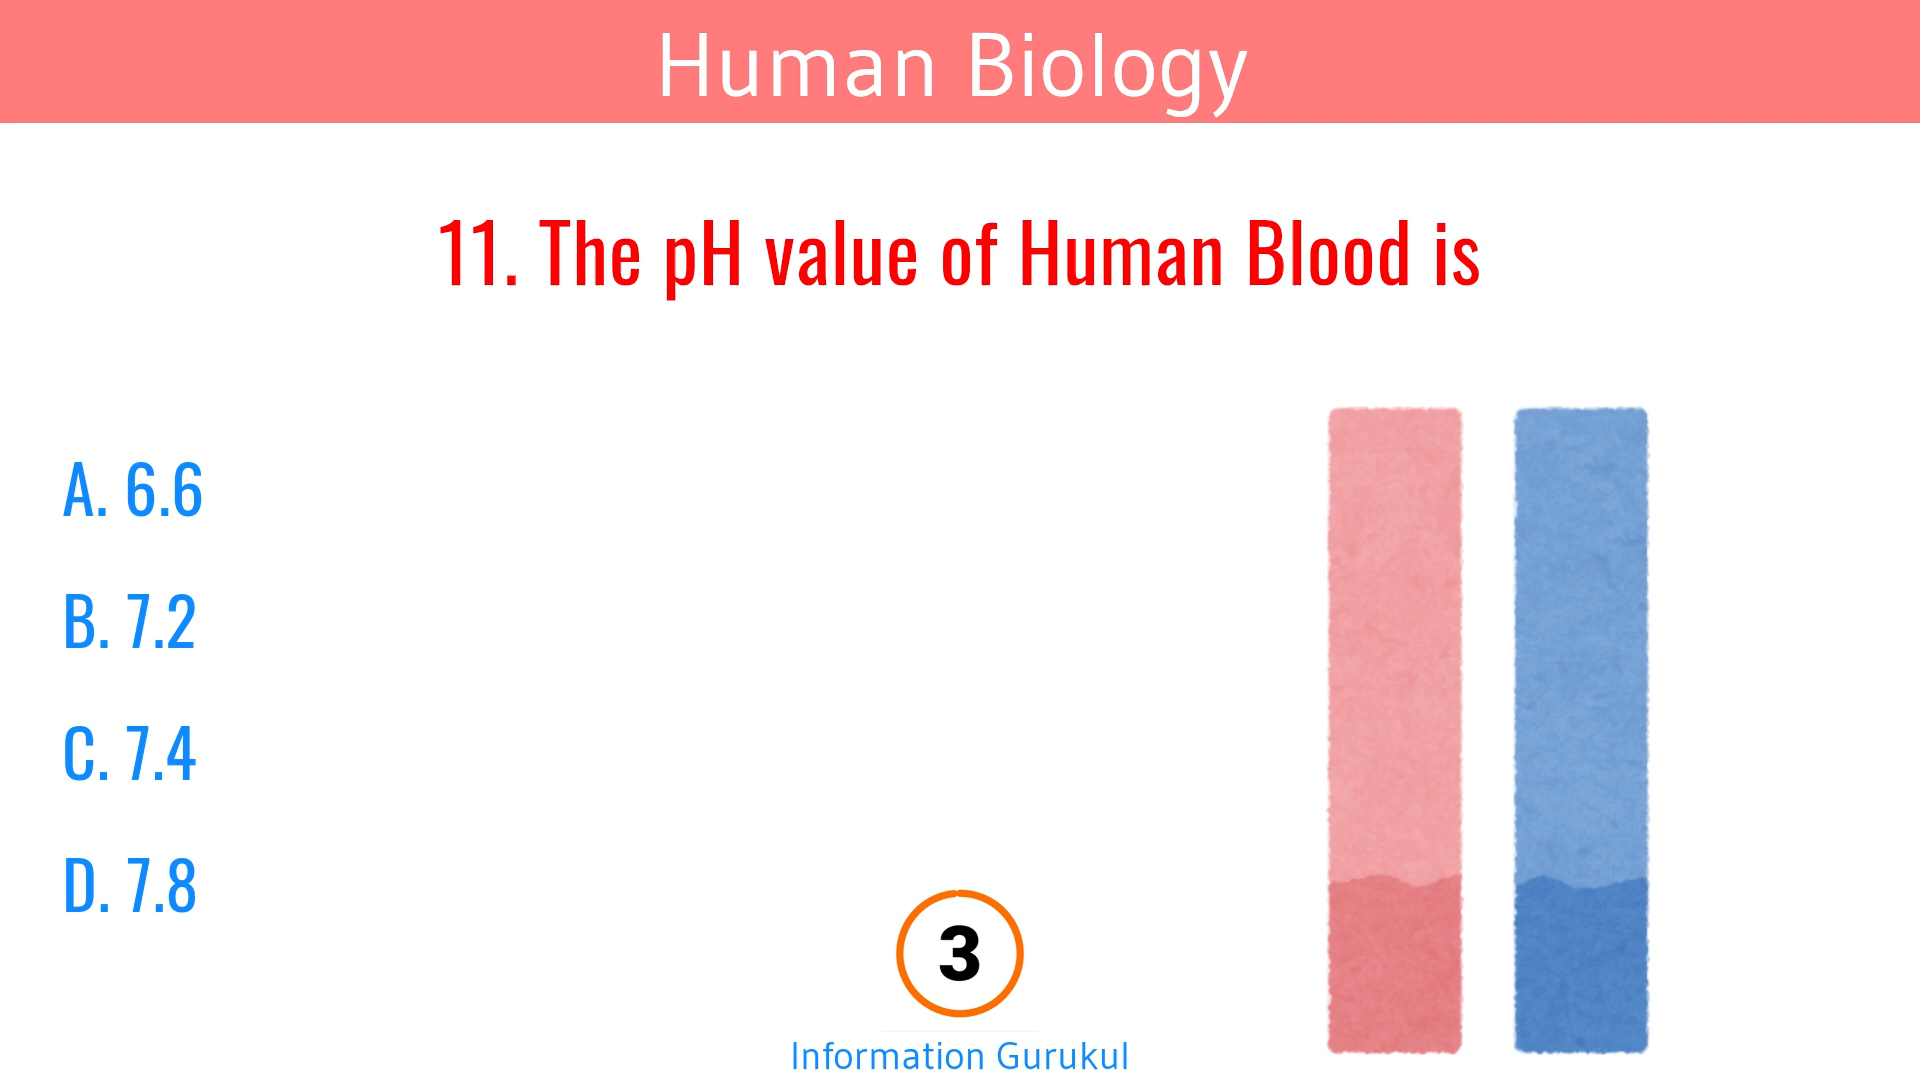 Human Biology
11. The pH value of Human Blood is
A. 6.6
B. 7.2
C. 7.4
D. 7.8
3
Information Gurukul